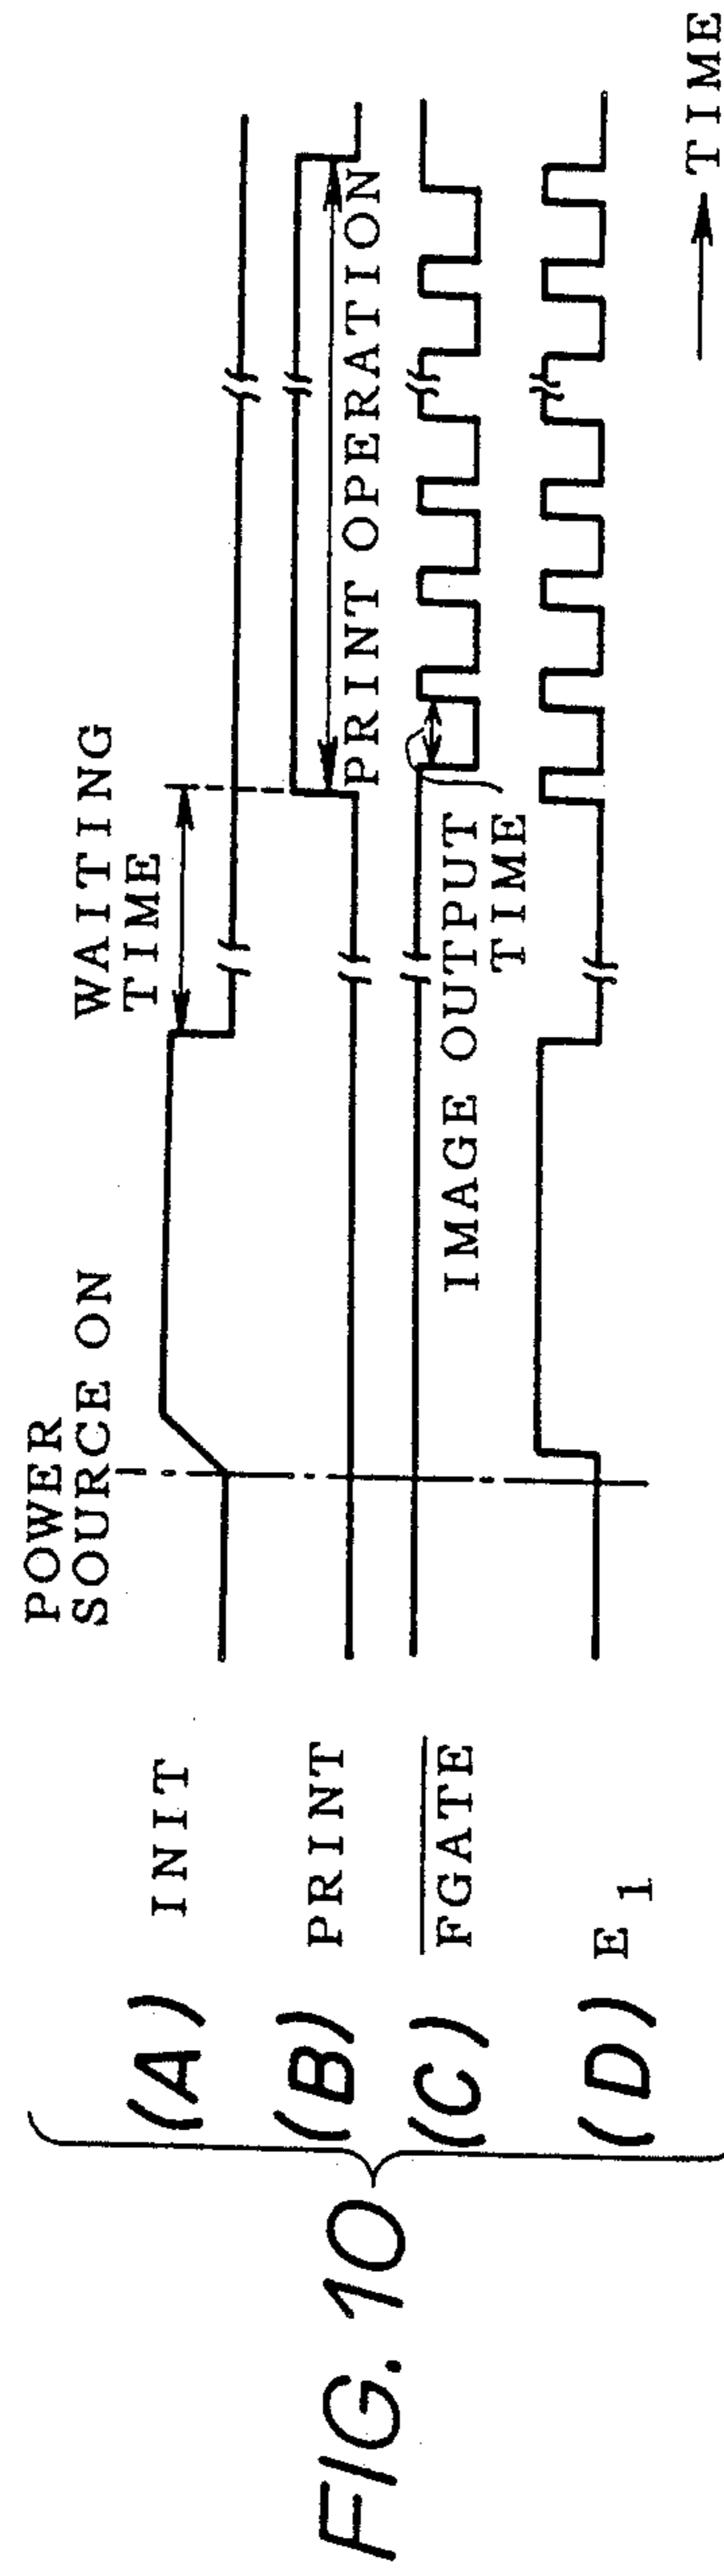 FIG. 10
(A) INIT
(B) PRINT
(C) FGATE
(D) E1
POWER
SOURCE ON
WAITING
TIME
PRINT OPERATION
IMAGE OUTPUT
TIME
TIME